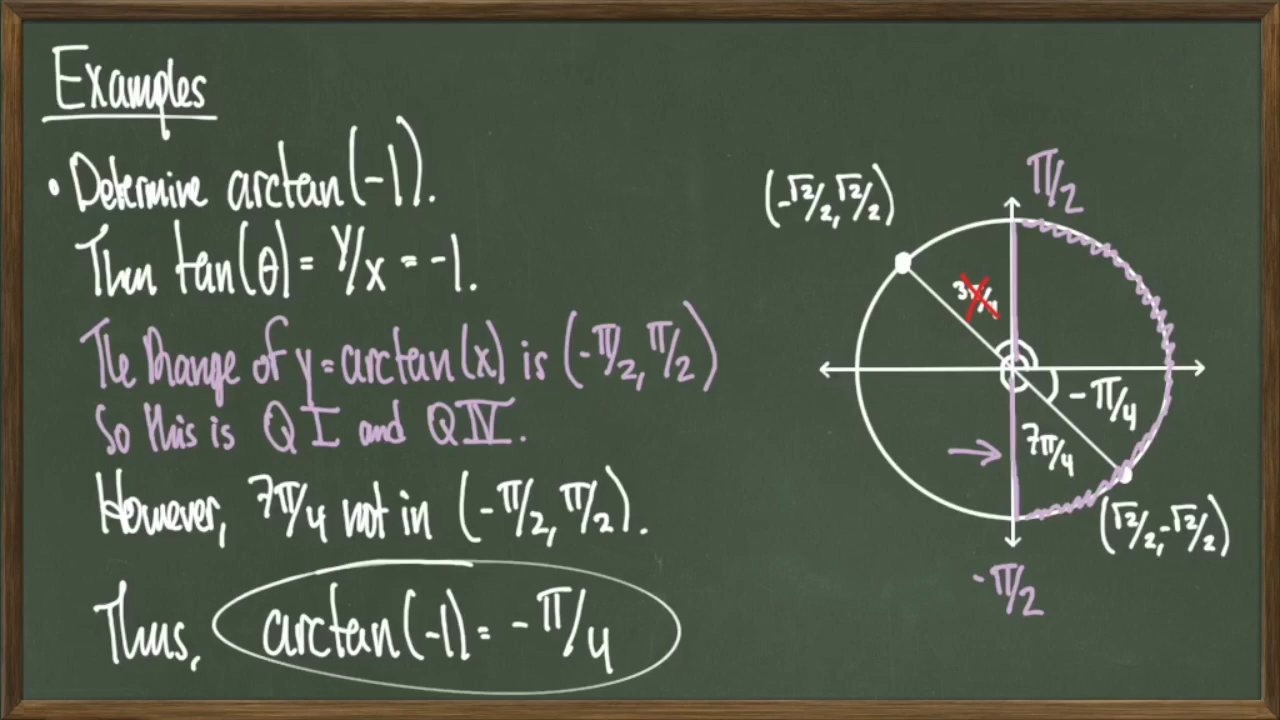 Examples
• Determine arctan(-1).
Then tan(θ) = y/x = -1.
The Range of y=arctan(x) is (-π/2, π/2)
So this is Q I and Q IV.
However, 7π/4 not in (-π/2, π/2).
Thus, arctan(-1) = -π/4
π/2
(-√2/2, √2/2)
3π/4
-π/4
7π/4
(√2/2, -√2/2)
-π/2